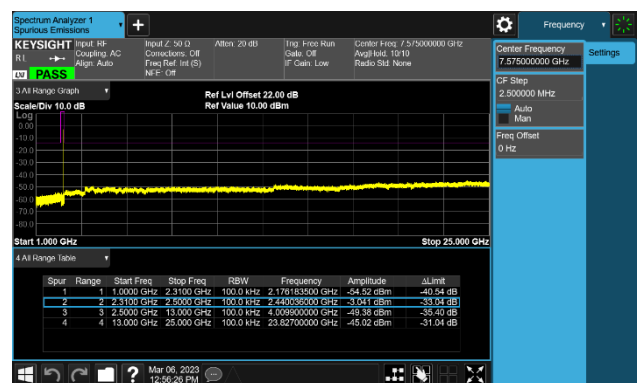 Spectrum Analyzer 1
Spurious Emissions
Frequency
KEYSIGHT
RL
LXI PASS
Input: RF
Coupling: AC
Align: Auto
Input Z: 50 Ω
Corrections: Off
Freq Ref: Int (S)
NFE: Off
Atten: 20 dB
Trig: Free Run
Gate: Off
IF Gain: Low
Center Freq: 7.575000000 GHz
Avg|Hold: 10/10
Radio Std: None
Center Frequency
7.575000000 GHz
Settings
CF Step
2.500000 MHz
Auto
Man
Freq Offset
0 Hz
3 All Range Graph
Scale/Div 10.0 dB
Ref Lvl Offset 22.00 dB
Ref Value 10.00 dBm
Log
0.00
-10.0
-20.0
-30.0
-40.0
-50.0
-60.0
-70.0
-80.0
Start 1.000 GHz
Stop 25.000 GHz
4 All Range Table
Spur Range Start Freq Stop Freq RBW Frequency Amplitude ΔLimit
1 1 1.0000 GHz 2.3100 GHz 100.0 kHz 2.176183500 GHz -54.52 dBm -40.54 dB
2 2 2.3100 GHz 2.5000 GHz 100.0 kHz 2.440036000 GHz -3.041 dBm -33.04 dB
3 3 2.5000 GHz 13.000 GHz 100.0 kHz 4.009900000 GHz -49.38 dBm -35.40 dB
4 4 13.000 GHz 25.000 GHz 100.0 kHz 23.82700000 GHz -45.02 dBm -31.04 dB
Mar 06, 2023
12:56:26 PM